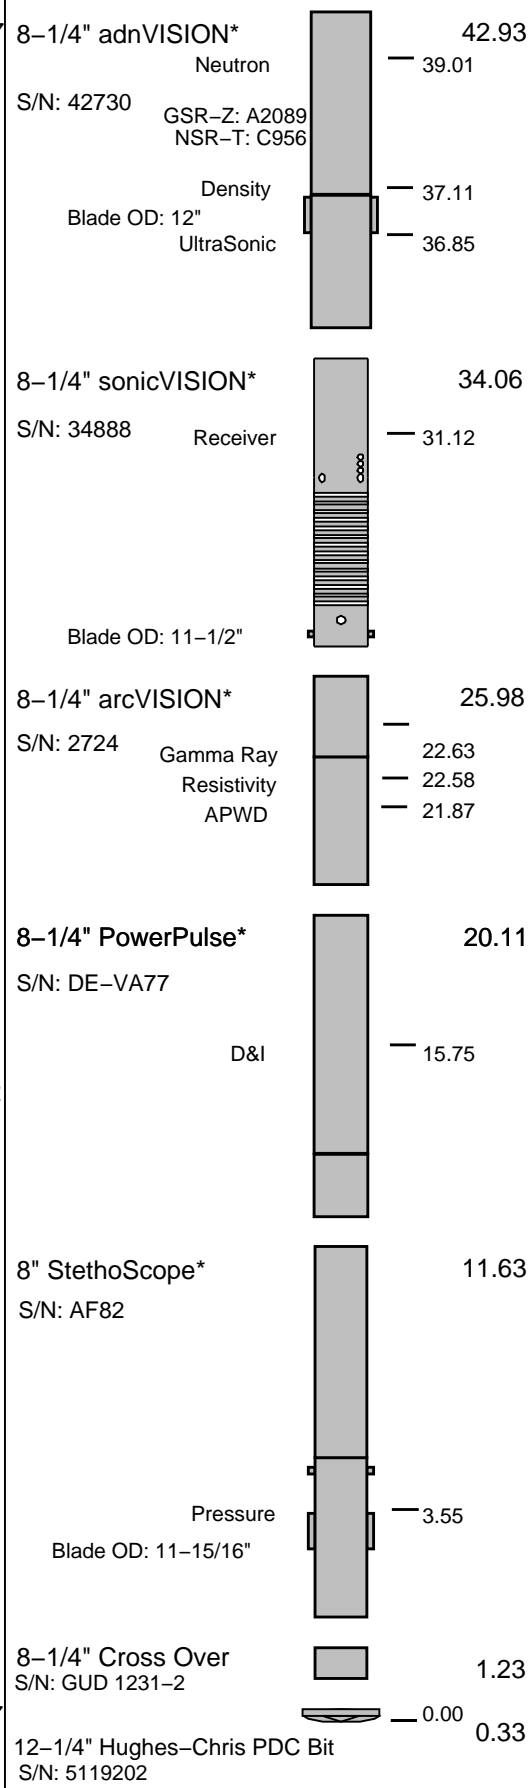 8−1/4" adnVISION* 42.93
Neutron 39.01
S/N: 42730
GSR−Z: A2089
NSR−T: C956
Density 37.11
Blade OD: 12"
UltraSonic 36.85
8−1/4" sonicVISION* 34.06
S/N: 34888 Receiver 31.12
Blade OD: 11−1/2"
8−1/4" arcVISION* 25.98
S/N: 2724
Gamma Ray 22.63
Resistivity 22.58
APWD 21.87
8−1/4" PowerPulse* 20.11
S/N: DE−VA77
D&I 15.75
8" StethoScope* 11.63
S/N: AF82
Pressure 3.55
Blade OD: 11−15/16"
8−1/4" Cross Over 1.23
S/N: GUD 1231−2
0.00
0.33
12−1/4" Hughes−Chris PDC Bit
S/N: 5119202